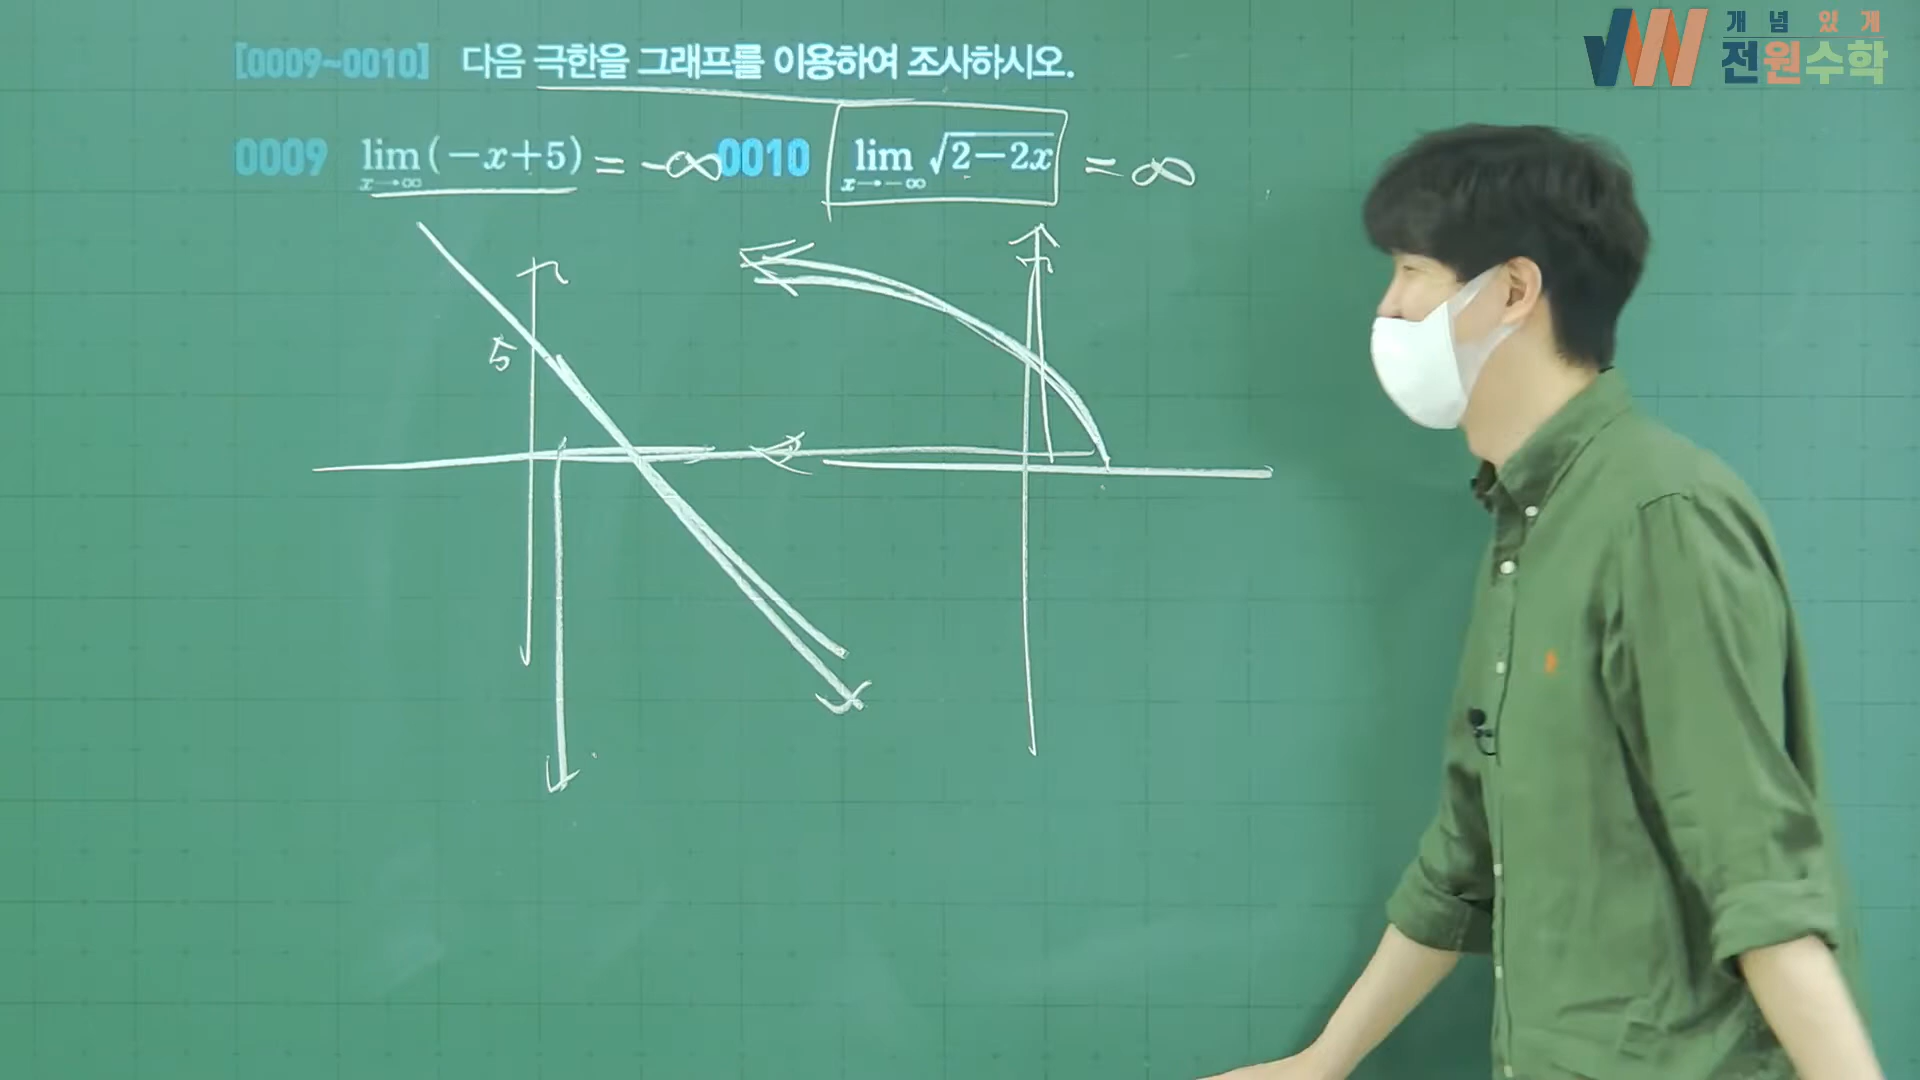 개념있게
전원수학
[0009~0010] 다음 극한을 그래프를 이용하여 조사하시오.
0009 lim(-x+5) = -∞ 0010 lim √2-2x = ∞
x→∞ x→-∞
5